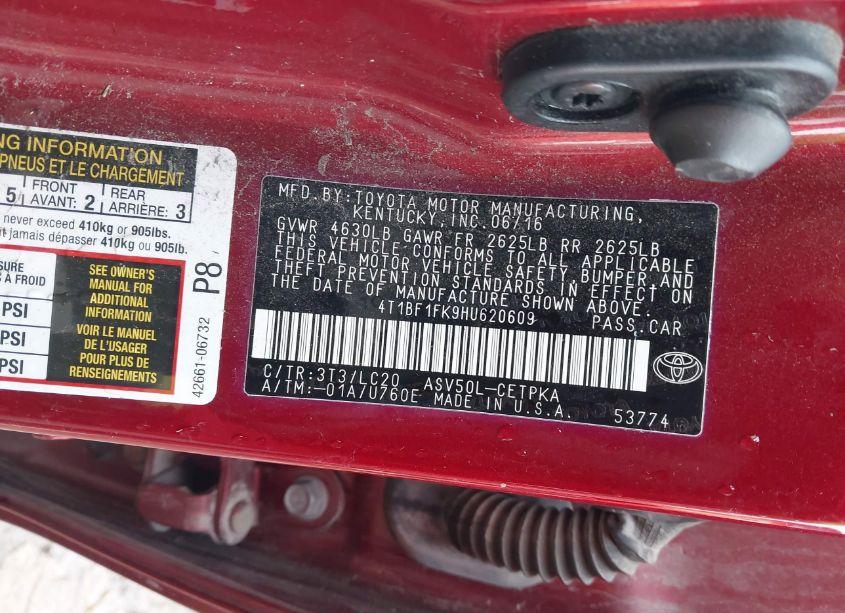 NG INFORMATION
PNEUS ET LE CHARGEMENT
5 FRONT AVANT: 2 REAR ARRIÈRE: 3
never exceed 410kg or 905lbs.
it jamais dépasser 410kg ou 905lb.
SURE
À FROID
PSI
PSI
PSI
SEE OWNER'S
MANUAL FOR
ADDITIONAL
INFORMATION
VOIR LE MANUEL
DE L'USAGER
POUR PLUS DE
RENSEIGNEMENTS
42661-06732 P8
MFD. BY: TOYOTA MOTOR MANUFACTURING,
KENTUCKY, INC. 06/16
GVWR 4630LB GAWR FR 2625LB RR 2625LB
THIS VEHICLE CONFORMS TO ALL APPLICABLE
FEDERAL MOTOR VEHICLE SAFETY, BUMPER, AND
THEFT PREVENTION STANDARDS IN EFFECT ON
THE DATE OF MANUFACTURE SHOWN ABOVE.
4T1BF1FK9HU620609 PASS.CAR
C/TR:3T3/LC20 ASV50L-CETPKA
A/TM:-01A/U760E MADE IN U.S.A. 53774